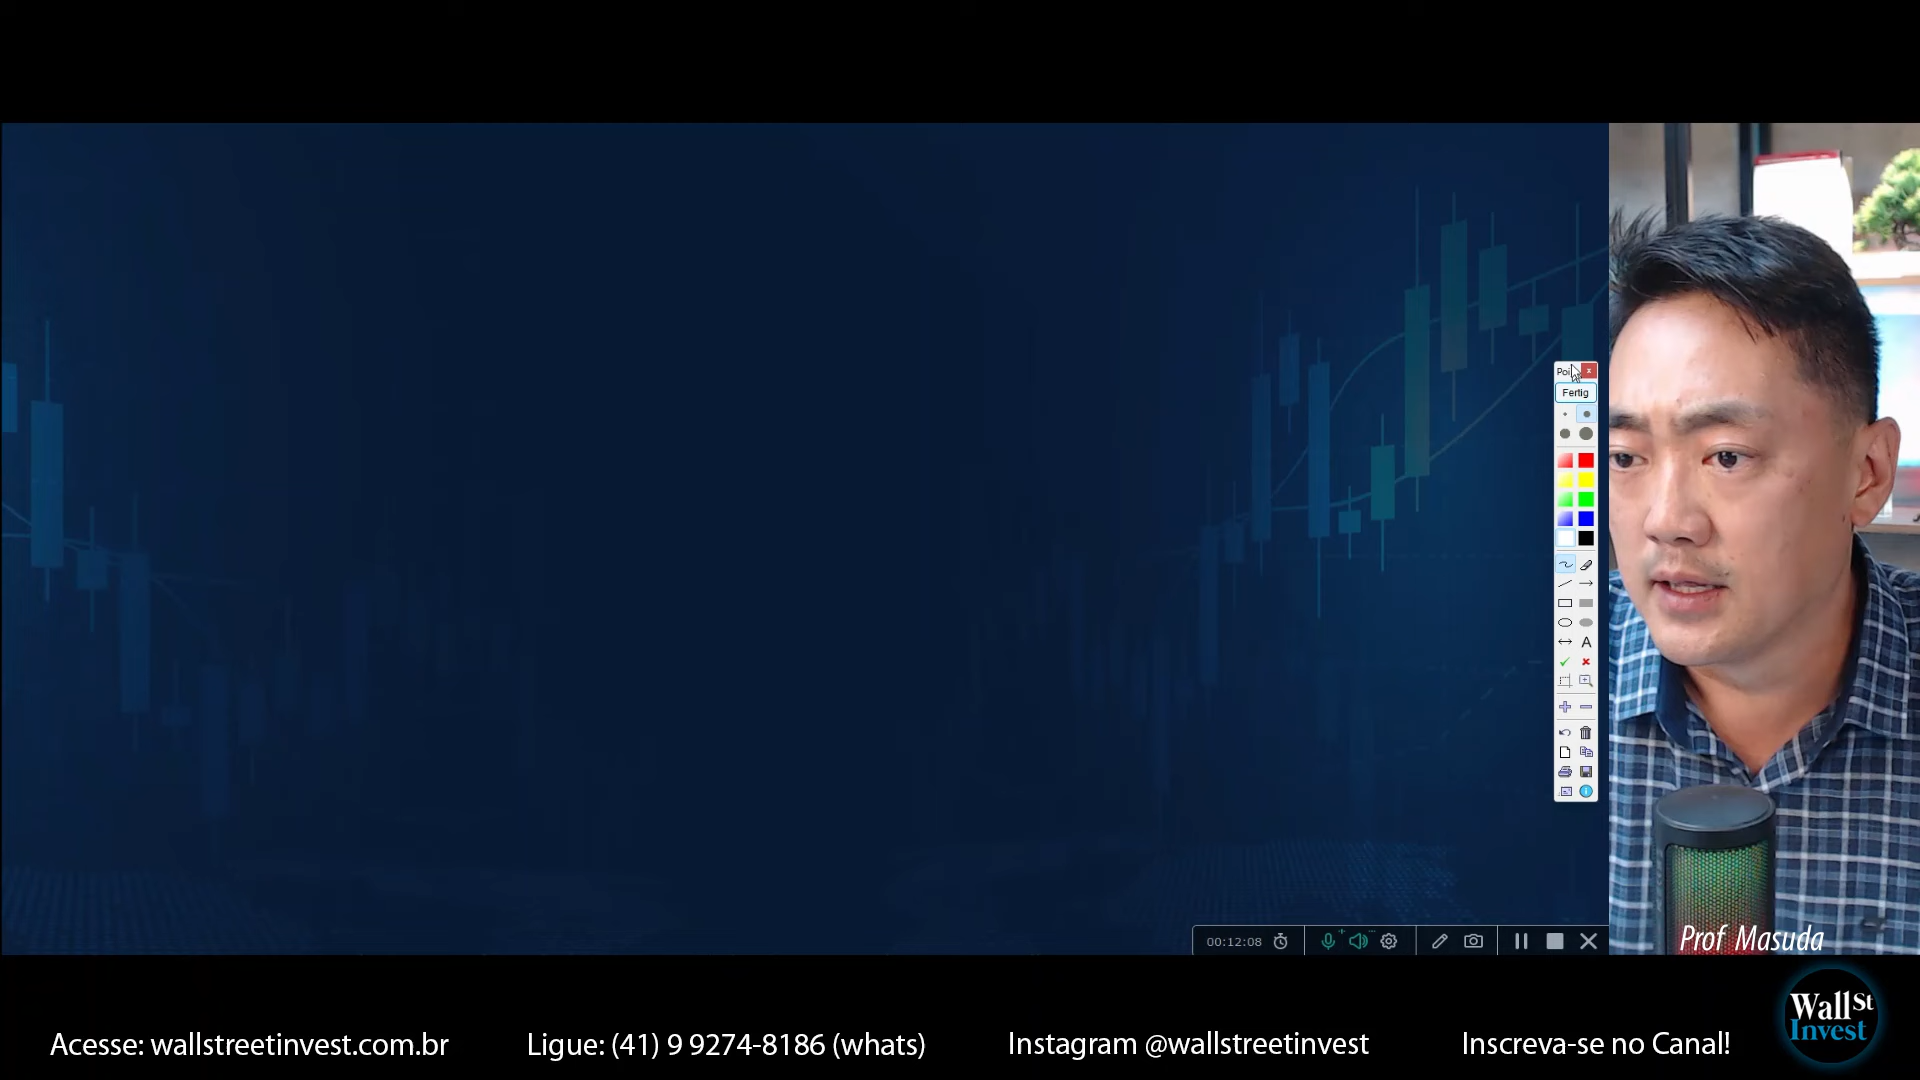 Poi
Fertig
A
00:12:08
Prof Masuda
Wall St
Invest
Acesse: wallstreetinvest.com.br
Ligue: (41) 9 9274-8186 (whats)
Instagram @wallstreetinvest
Inscreva-se no Canal!